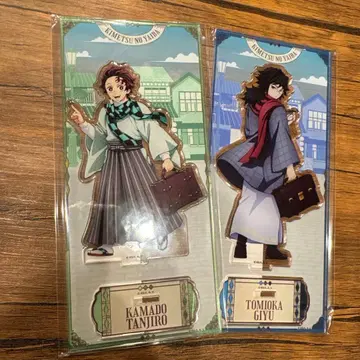 KIMETSU NO YAIBA
KAMADO
TANJIRO
KIMETSU NO YAIBA
TOMIOKA
GIYU